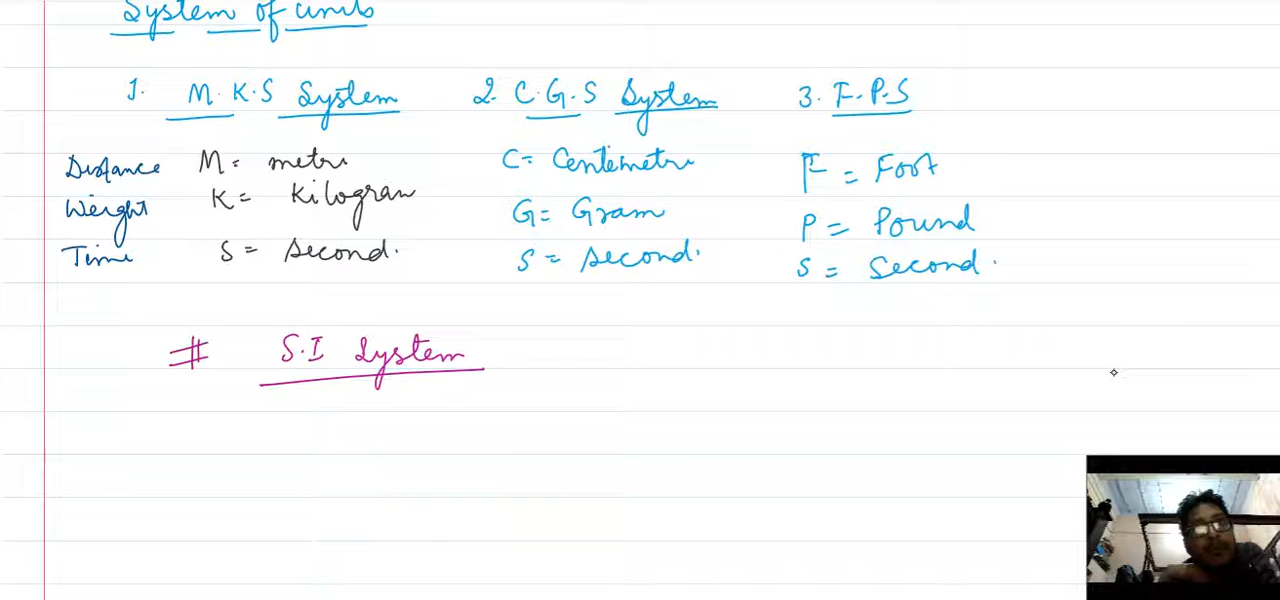 System of units
1. M.K.S System 2. C.G.S System 3. F.P.S
Distance M = metre C = Centimetre F = Foot
Weight K = Kilogram G = Gram P = Pound
Time S = Second. S = Second. S = Second.
# S.I System